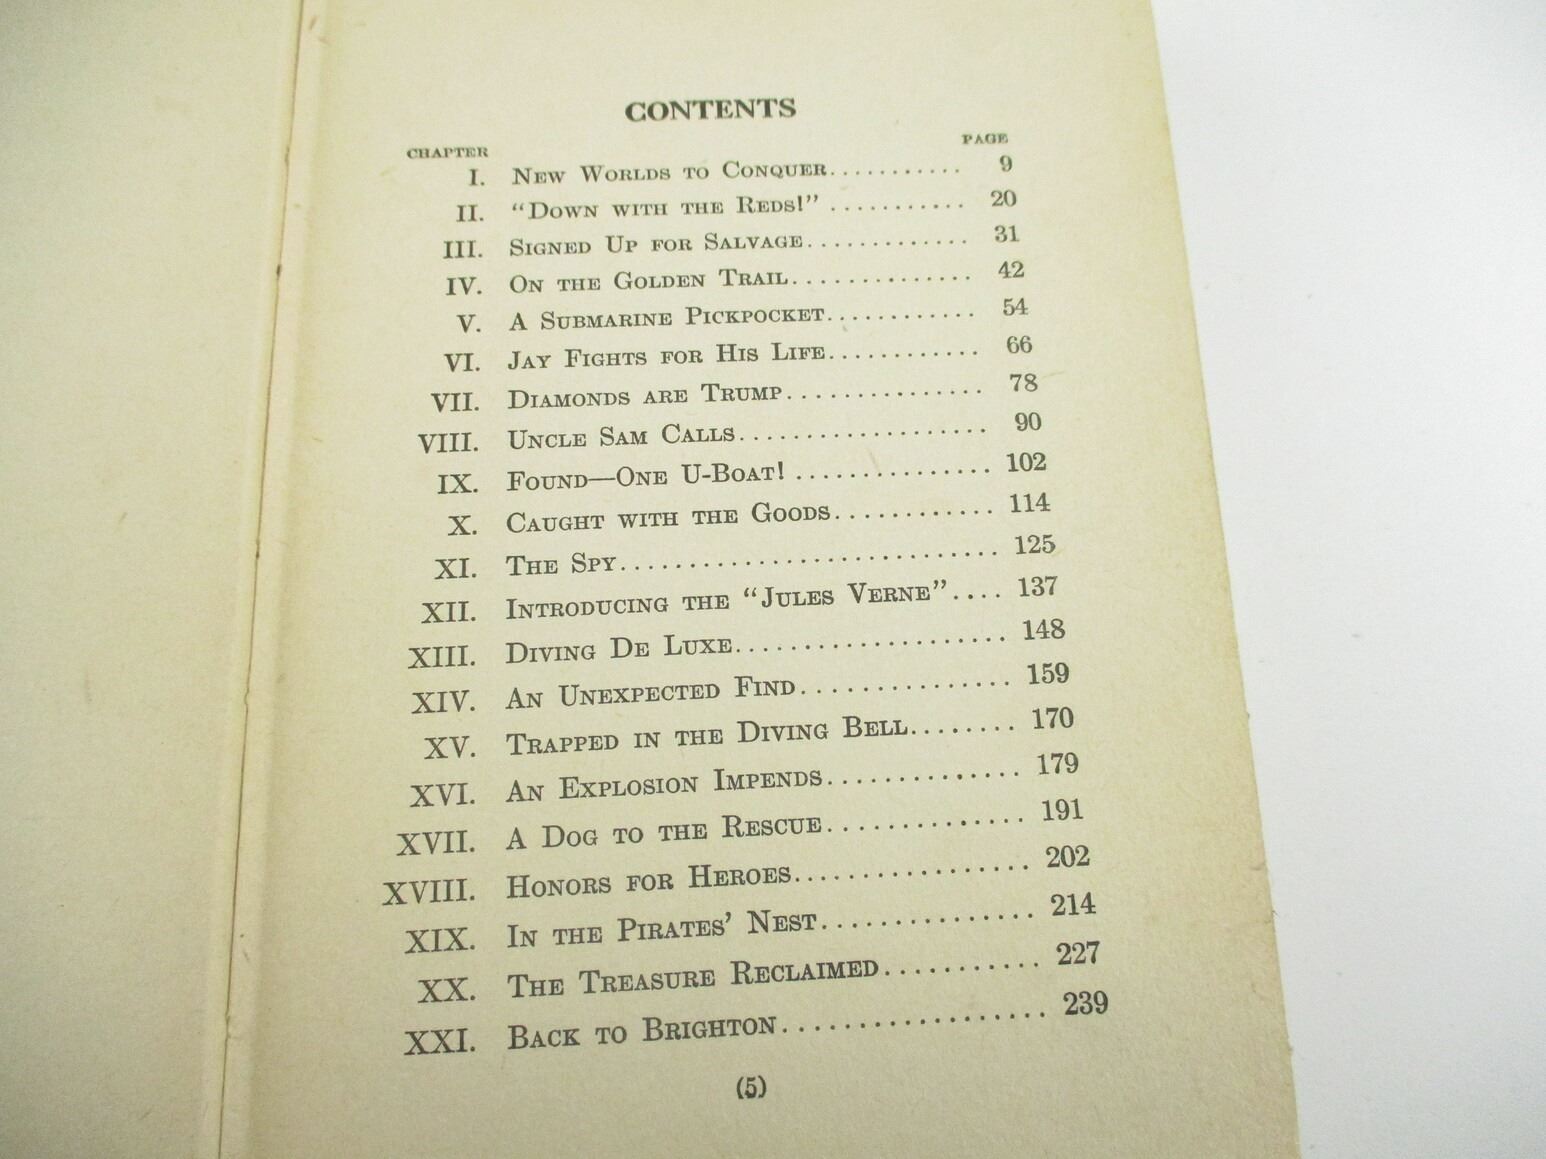 CONTENTS
CHAPTER PAGE
I. New Worlds to Conquer........... 9
II. “Down with the Reds!” ........... 20
III. Signed Up for Salvage............. 31
IV. On the Golden Trail.............. 42
V. A Submarine Pickpocket............ 54
VI. Jay Fights for His Life............ 66
VII. Diamonds are Trump............... 78
VIII. Uncle Sam Calls................... 90
IX. Found—One U-Boat! ............... 102
X. Caught with the Goods............ 114
XI. The Spy............................ 125
XII. Introducing the “Jules Verne”.... 137
XIII. Diving De Luxe.................... 148
XIV. An Unexpected Find................ 159
XV. Trapped in the Diving Bell........ 170
XVI. An Explosion Impends............... 179
XVII. A Dog to the Rescue............... 191
XVIII. Honors for Heroes.................. 202
XIX. In the Pirates’ Nest................ 214
XX. The Treasure Reclaimed............ 227
XXI. Back to Brighton.................... 239
(5)